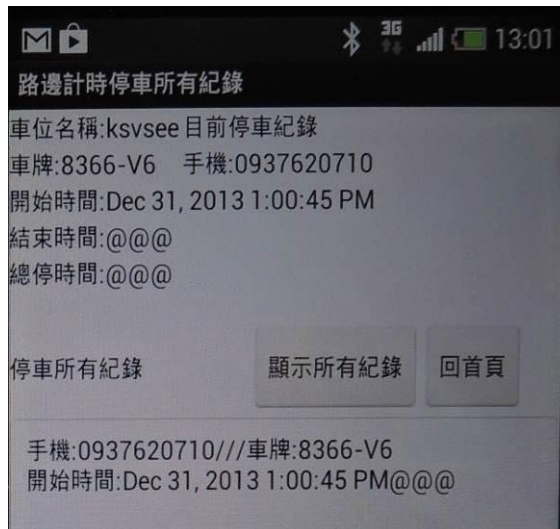 3G 13:01
路邊計時停車所有紀錄
車位名稱:ksvsee目前停車紀錄
車牌:8366-V6 手機:0937620710
開始時間:Dec 31, 2013 1:00:45 PM
結束時間:@@@
總停時間:@@@
停車所有紀錄 顯示所有紀錄 回首頁
手機:0937620710///車牌:8366-V6
開始時間:Dec 31, 2013 1:00:45 PM@@@